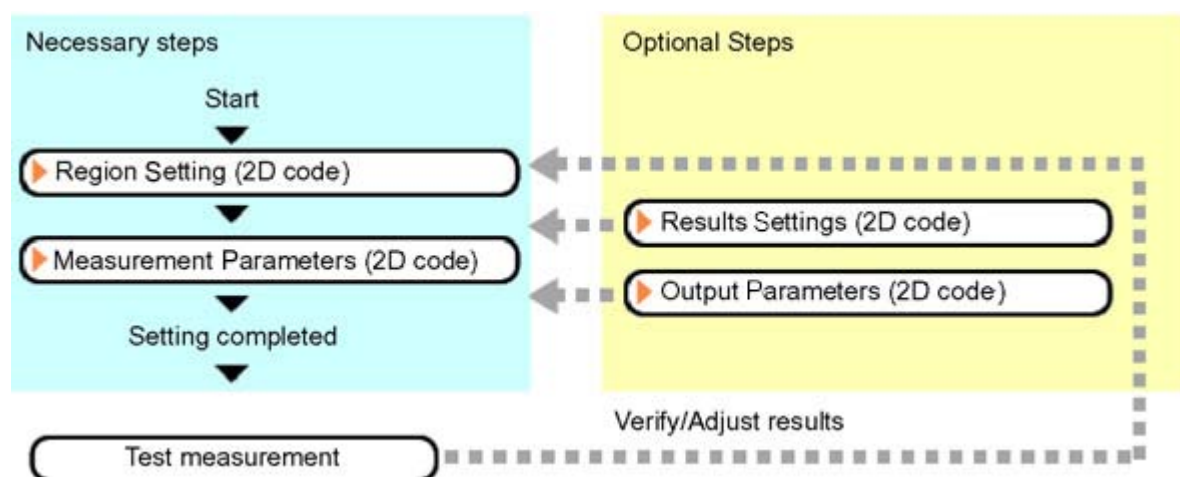 Necessary steps
Start
Region Setting (2D code)
Measurement Parameters (2D code)
Setting completed
Optional Steps
Results Settings (2D code)
Output Parameters (2D code)
Verify/Adjust results
Test measurement